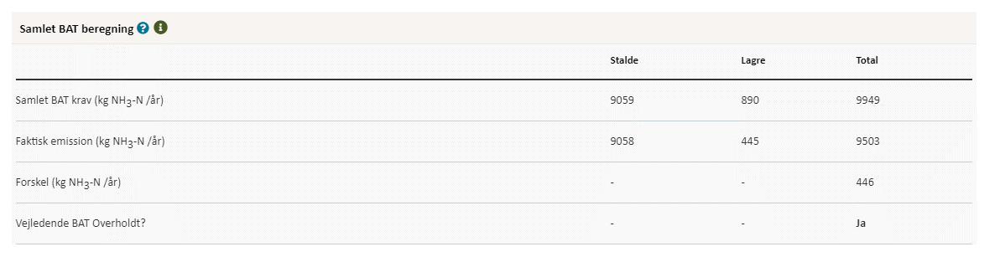 Samlet BAT beregning ? i
Stalde Lagre Total
Samlet BAT krav (kg NH3-N /år) 9059 890 9949
Faktisk emission (kg NH3-N /år) 9058 445 9503
Forskel (kg NH3-N /år) - - 446
Vejledende BAT Overholdt? - - Ja